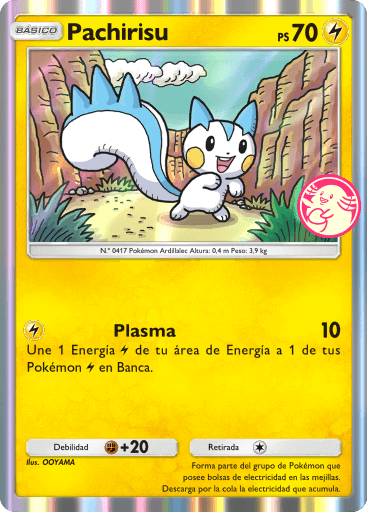 BÁSICO Pachirisu PS 70
N.º 0417 Pokémon Ardillalec Altura: 0,4 m Peso: 3,9 kg
Plasma 10
Une 1 Energía de tu área de Energía a 1 de tus
Pokémon en Banca.
Debilidad +20 Retirada
Ilus. OOYAMA
Forma parte del grupo de Pokémon que
posee bolsas de electricidad en las mejillas.
Descarga por la cola la electricidad que acumula.